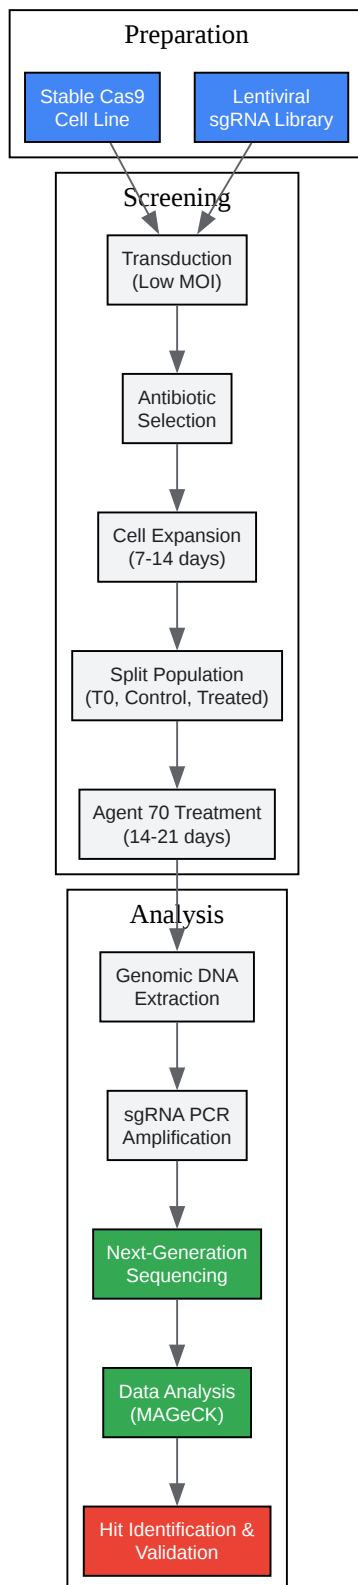 Preparation
Stable Cas9
Cell Line
Lentiviral
sgRNA Library
Screening
Transduction
(Low MOI)
Antibiotic
Selection
Cell Expansion
(7-14 days)
Split Population
(T0, Control, Treated)
Agent 70 Treatment
(14-21 days)
Analysis
Genomic DNA
Extraction
sgRNA PCR
Amplification
Next-Generation
Sequencing
Data Analysis
(MAGeCK)
Hit Identification &
Validation